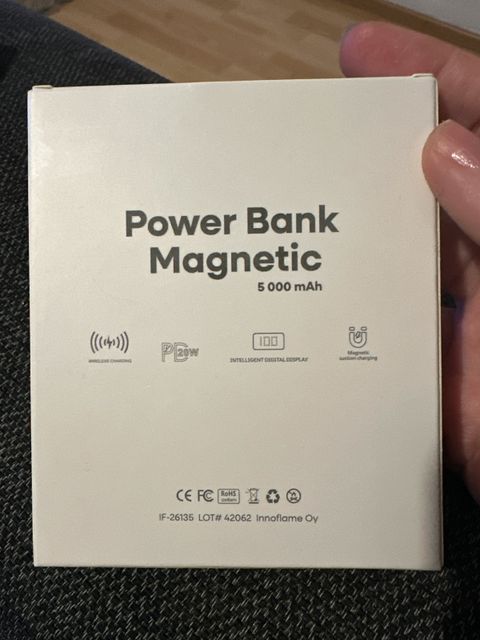 Power Bank
Magnetic
5 000 mAh
WIRELESS CHARGING
PD 20W
INTELLIGENT DIGITAL DISPLAY
100
Magnetic
suction charging
CE FC RoHS
IF-26135 LOT# 42062 Innoflame Oy